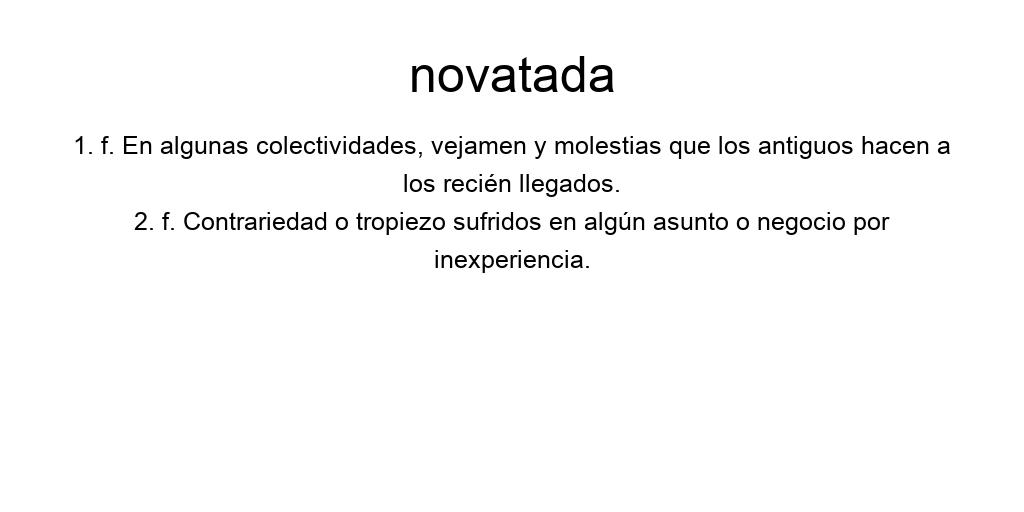 novatada
1. f. En algunas colectividades, vejamen y molestias que los antiguos hacen a
los recién llegados.
2. f. Contrariedad o tropiezo sufridos en algún asunto o negocio por
inexperiencia.